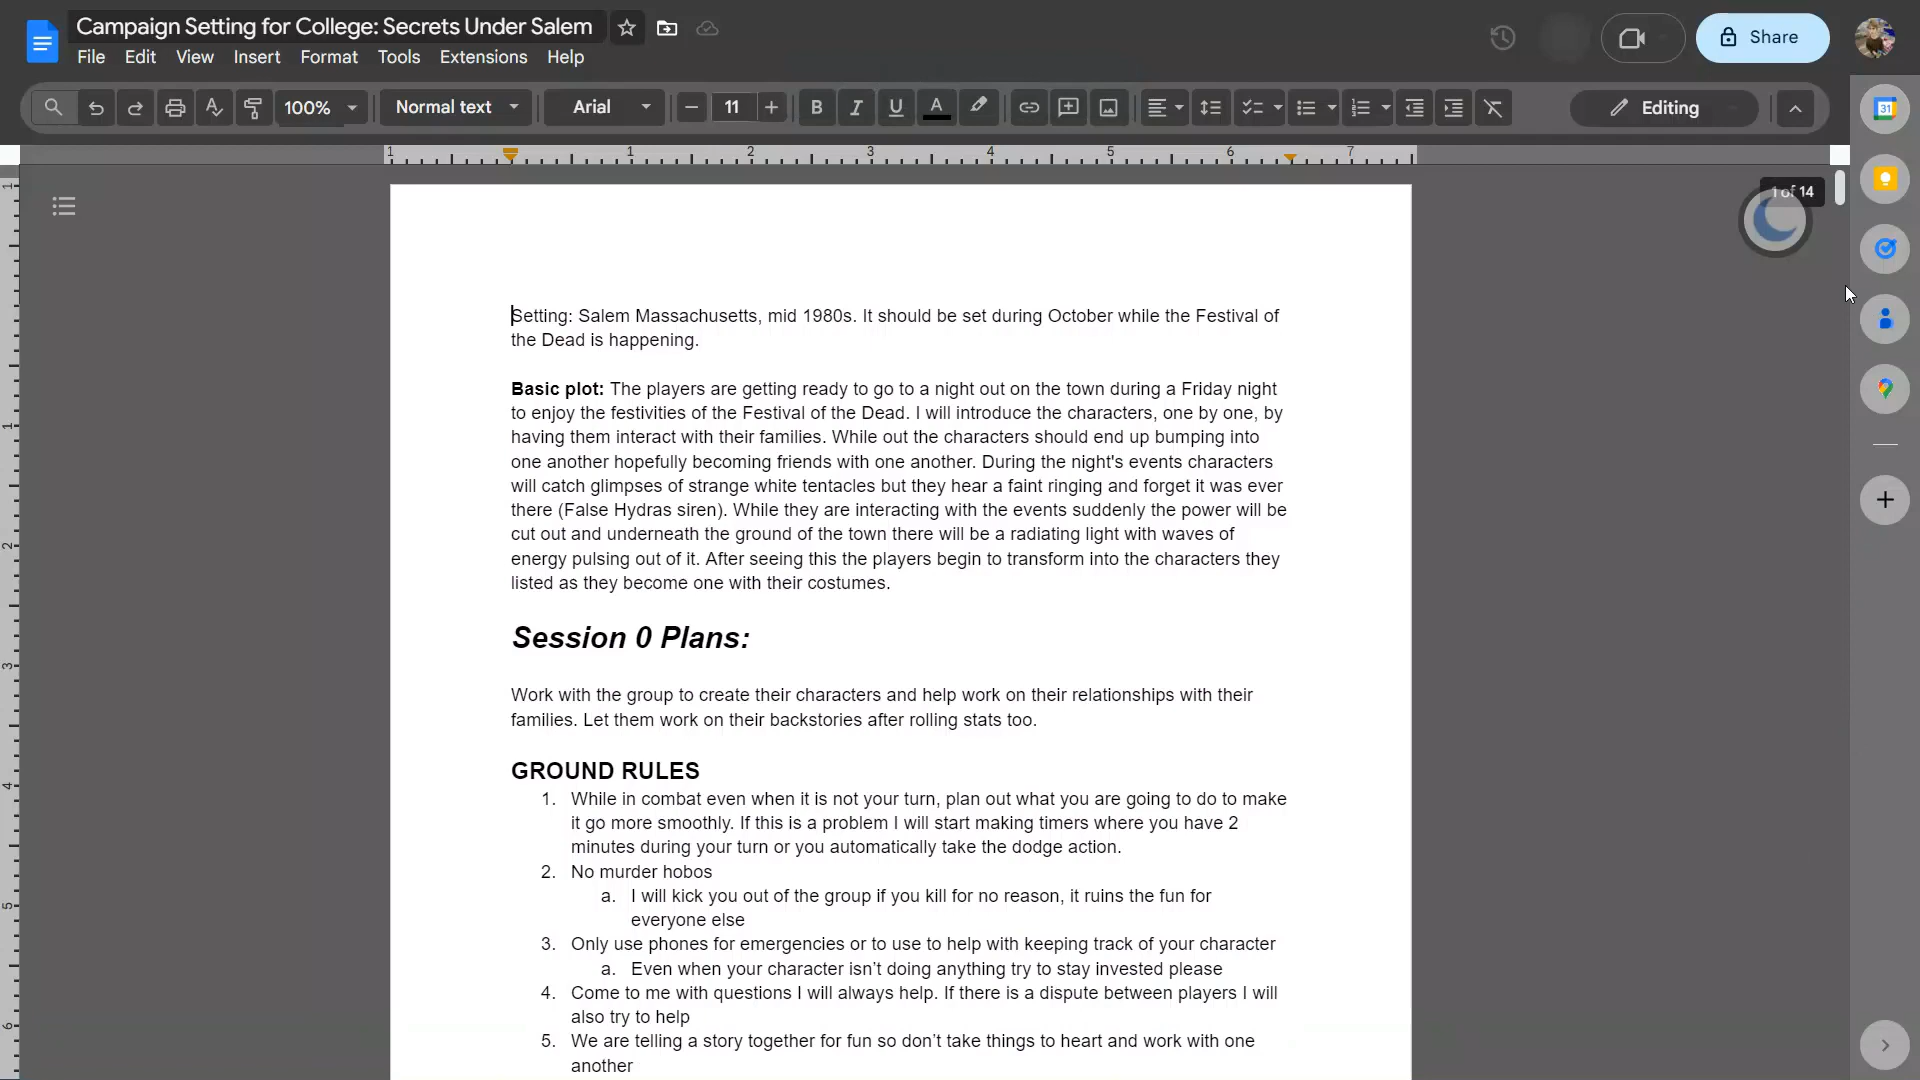 Campaign Setting for College: Secrets Under Salem
File Edit View Insert Format Tools Extensions Help
Share
100% Normal text Arial 11 B I U A Editing
31
1 1 2 3 4 5 6 7
1 of 14
Setting: Salem Massachusetts, mid 1980s. It should be set during October while the Festival of
the Dead is happening.
Basic plot: The players are getting ready to go to a night out on the town during a Friday night
to enjoy the festivities of the Festival of the Dead. I will introduce the characters, one by one, by
having them interact with their families. While out the characters should end up bumping into
one another hopefully becoming friends with one another. During the night's events characters
will catch glimpses of strange white tentacles but they hear a faint ringing and forget it was ever
there (False Hydras siren). While they are interacting with the events suddenly the power will be
cut out and underneath the ground of the town there will be a radiating light with waves of
energy pulsing out of it. After seeing this the players begin to transform into the characters they
listed as they become one with their costumes.
Session 0 Plans:
Work with the group to create their characters and help work on their relationships with their
families. Let them work on their backstories after rolling stats too.
GROUND RULES
1. While in combat even when it is not your turn, plan out what you are going to do to make
it go more smoothly. If this is a problem I will start making timers where you have 2
minutes during your turn or you automatically take the dodge action.
2. No murder hobos
a. I will kick you out of the group if you kill for no reason, it ruins the fun for
everyone else
3. Only use phones for emergencies or to use to help with keeping track of your character
a. Even when your character isn't doing anything try to stay invested please
4. Come to me with questions I will always help. If there is a dispute between players I will
also try to help
5. We are telling a story together for fun so don't take things to heart and work with one
another
1
1
2
3
4
5
6